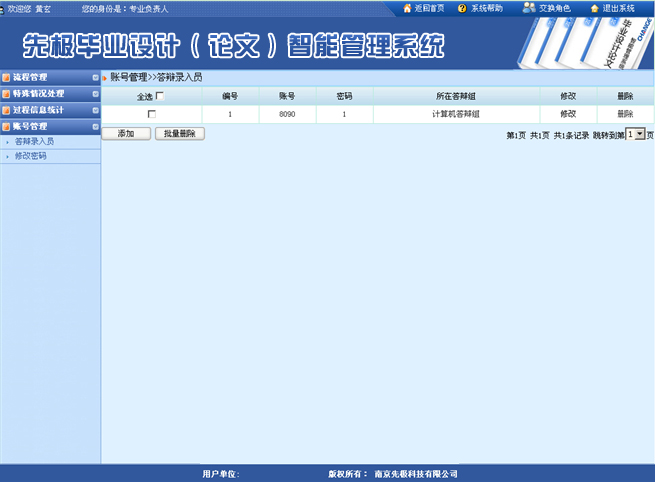 欢迎您 黄玄 您的身份是：专业负责人 返回首页 系统帮助 交换角色 退出系统
先极毕业设计（论文）智能管理系统
流程管理
特殊情况处理
过程信息统计
账号管理
答辩录入员
修改密码
账号管理>>答辩录入员
全选 编号 账号 密码 所在答辩组 修改 删除
1 8090 1 计算机答辩组 修改 删除
添加 批量删除 第1页 共1页 共1条记录 跳转到第 1 页
用户单位： 版权所有： 南京先极科技有限公司